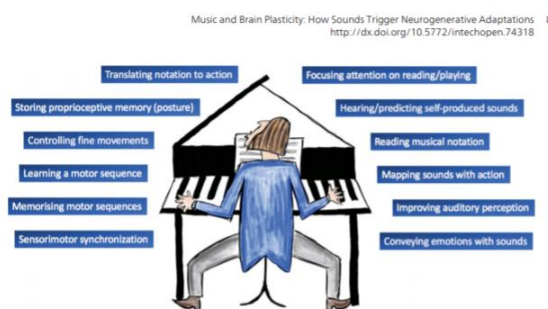 Music and Brain Plasticity: How Sounds Trigger Neurogenerative Adaptations
http://dx.doi.org/10.5772/intechopen.74318
Translating notation to action
Storing proprioceptive memory (posture)
Controlling fine movements
Learning a motor sequence
Memorising motor sequences
Sensorimotor synchronization
Focusing attention on reading/playing
Hearing/predicting self-produced sounds
Reading musical notation
Mapping sounds with action
Improving auditory perception
Conveying emotions with sounds